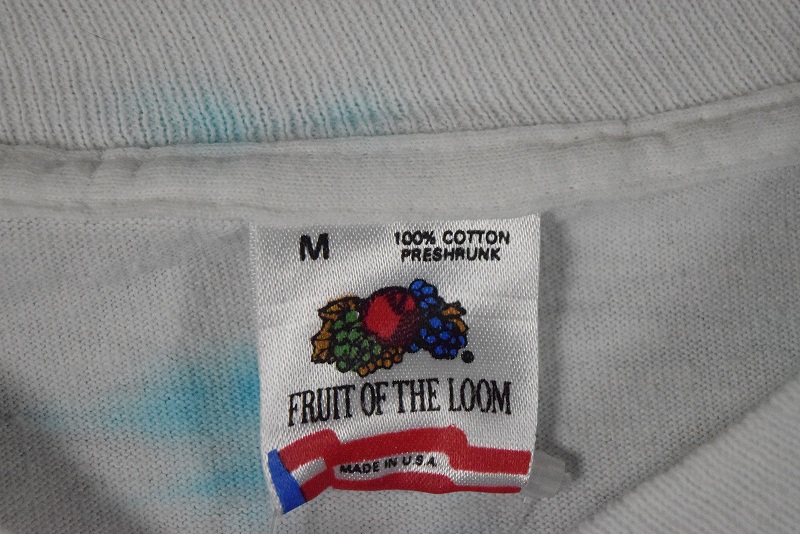 M
100% COTTON
PRESHRUNK
FRUIT OF THE LOOM
MADE IN U.S.A.